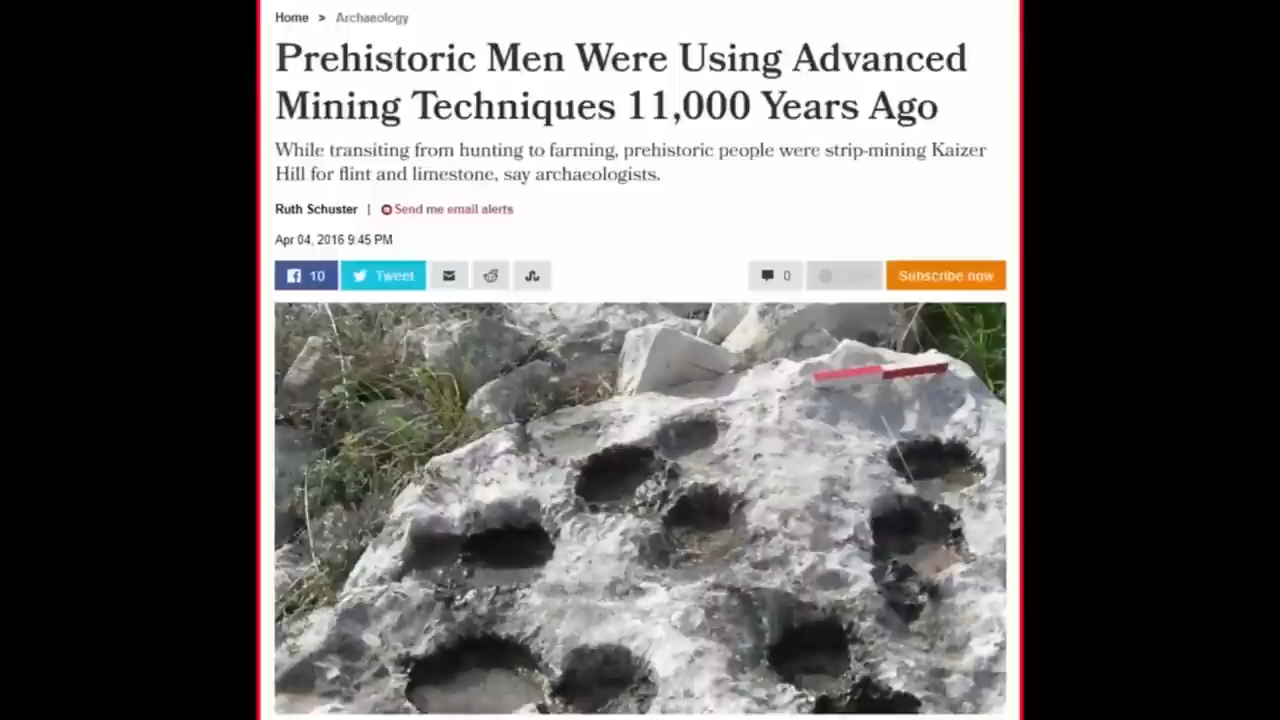 Home > Archaeology
Prehistoric Men Were Using Advanced
Mining Techniques 11,000 Years Ago
While transiting from hunting to farming, prehistoric people were strip-mining Kaizer
Hill for flint and limestone, say archaeologists.
Ruth Schuster | Send me email alerts
Apr 04, 2016 9:45 PM
10 Tweet 0 Subscribe now